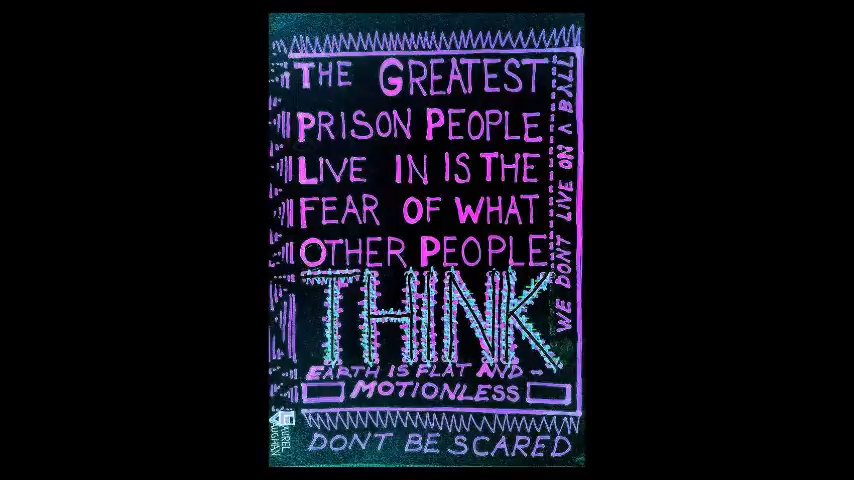 THE GREATEST
PRISON PEOPLE
LIVE IN IS THE
FEAR OF WHAT
OTHER PEOPLE
THINK
EARTH IS FLAT AND -
MOTIONLESS
DONT BE SCARED
WE DONT LIVE ON A BALL